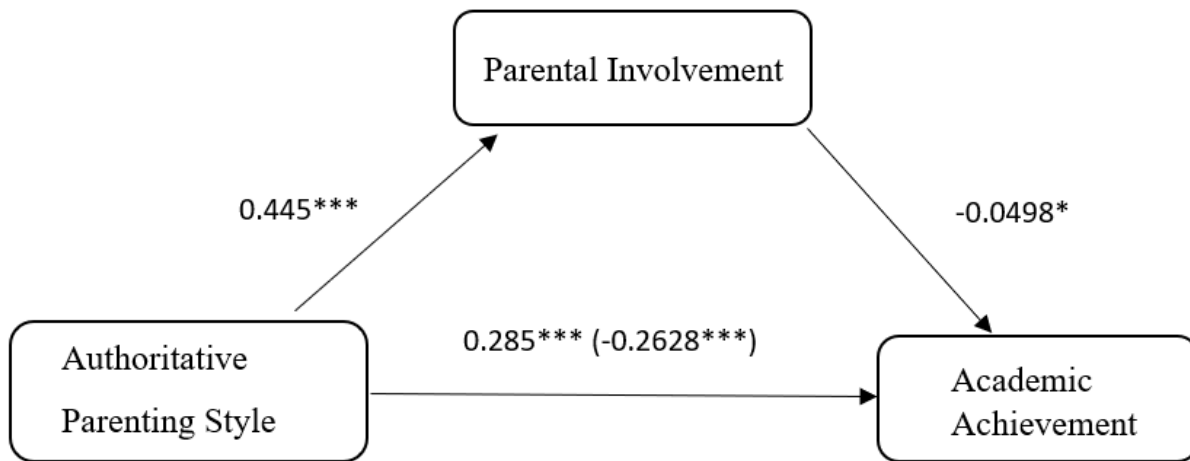 Parental Involvement
0.445***
-0.0498*
0.285*** (-0.2628***)
Authoritative
Parenting Style
Academic
Achievement